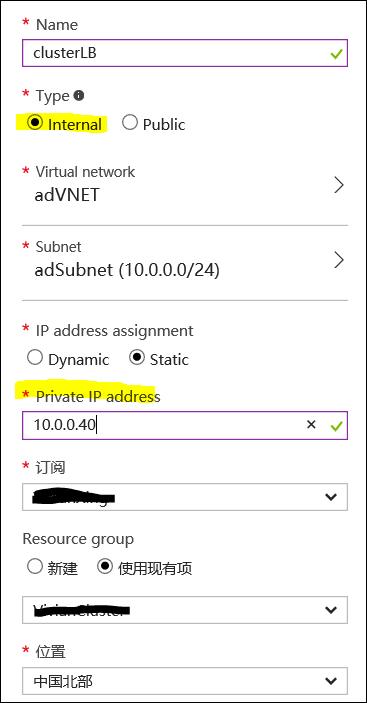 * Name
clusterLB
* Type
Internal Public
* Virtual network
adVNET
* Subnet
adSubnet (10.0.0.0/24)
* IP address assignment
Dynamic Static
* Private IP address
10.0.0.40
* 订阅
Resource group
新建 使用现有项
* 位置
中国北部